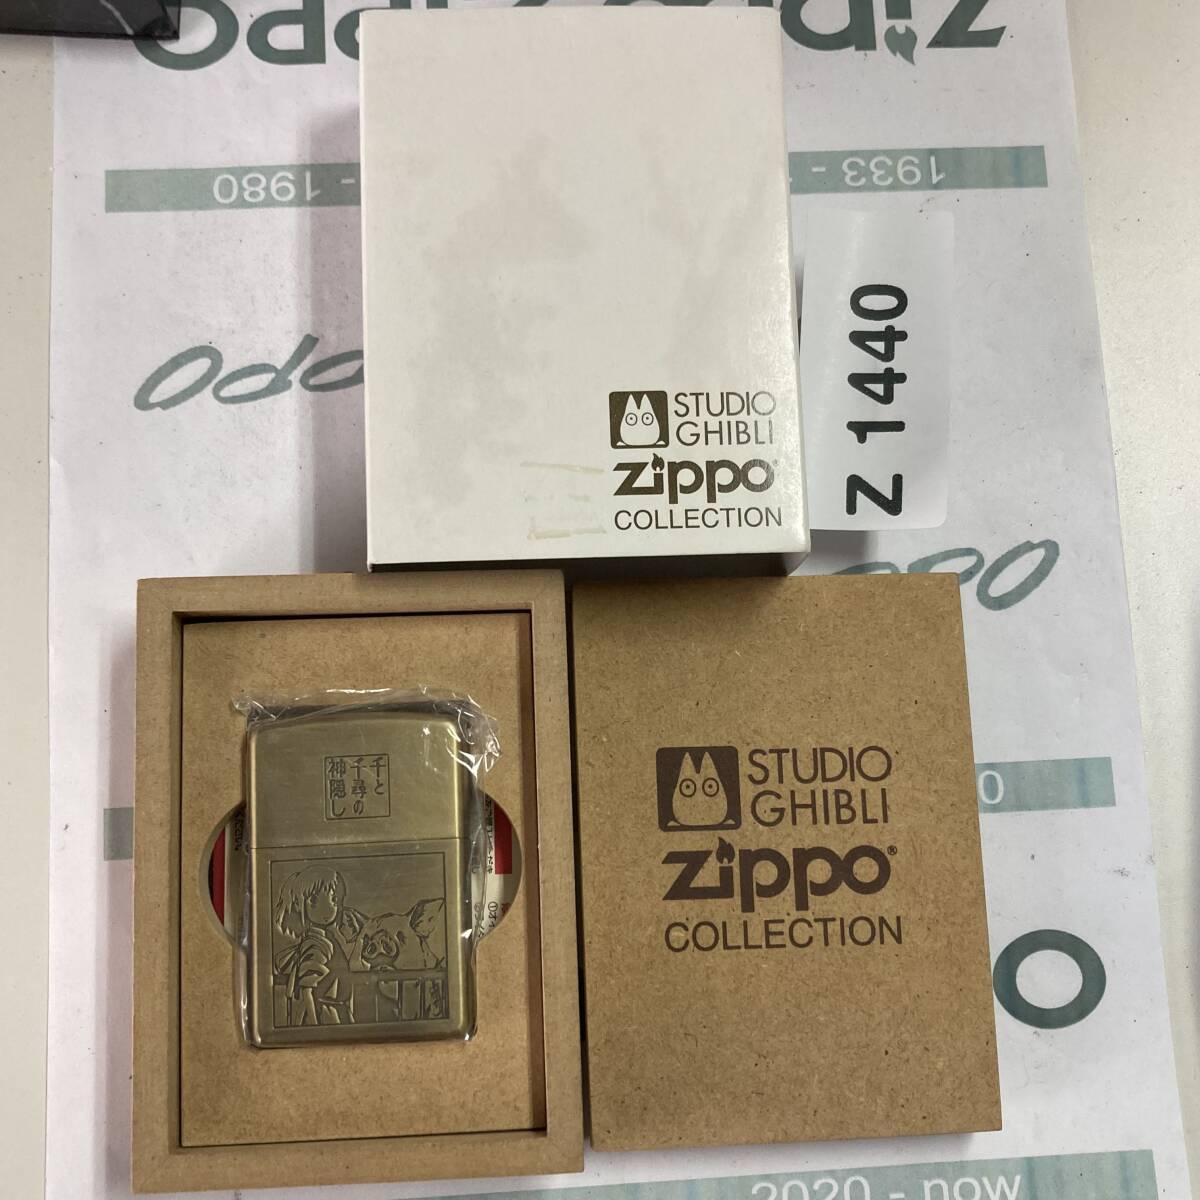 Zippo
1933 -
- 1980
STUDIO
GHIBLI
zippo
COLLECTION
Z 1440
千と
千尋の
神隠し
STUDIO
GHIBLI
zippo®
COLLECTION
2020 - now